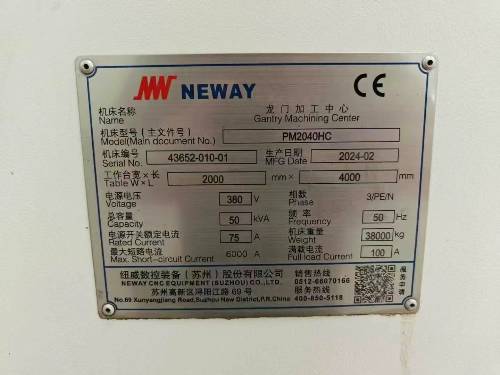 NEWAY CE
机床名称 龙门加工中心
Name Gantry Machining Center
机床型号 (主文件号)
Model(Main document No.) PM2040HC
机床编号 生产日期
Serial No. 43652-010-01 MFG Date 2024-02
工作台宽×长
Table W×L 2000 mm× 4000 mm
电源电压 相数
Voltage 380 V Phase 3/PE/N
总容量 频率
Capacity 50 kVA Frequency 50 Hz
电源开关额定电流 机床重量
Rated Current 75 A Weight 38000 kg
最大短路电流 满载电流
Max. Short-circuit Current 6000 A Full load Current 100 A
纽威数控装备(苏州)股份有限公司 销售热线
NEWAY CNC EQUIPMENT (SUZHOU) CO., LTD. 0512-68070166
苏州高新区浔阳江路69号 服务热线
No.69 Xunyangjiang Road,Suzhou New District,P.R.China 400-850-5118
服务申请